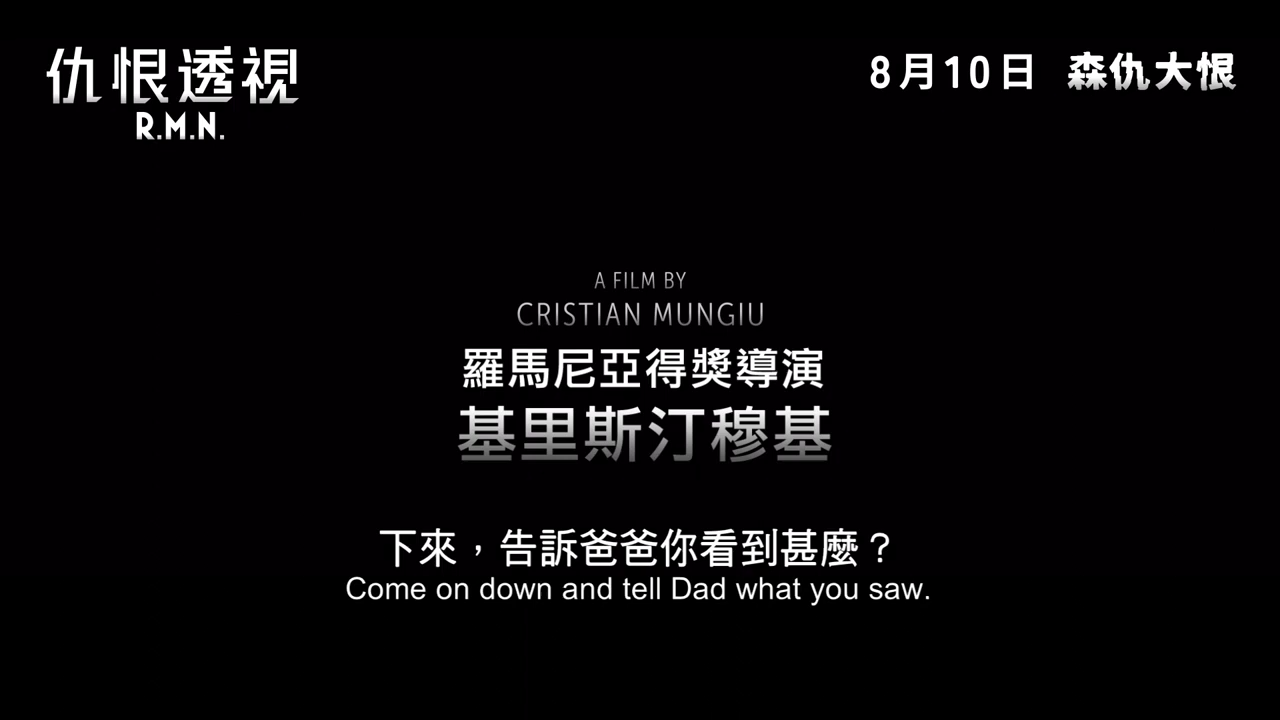 仇恨透視
R.M.N.
8月10日 森仇大恨
A FILM BY
CRISTIAN MUNGIU
羅馬尼亞得獎導演
基里斯汀穆基
下來，告訴爸爸你看到甚麼？
Come on down and tell Dad what you saw.